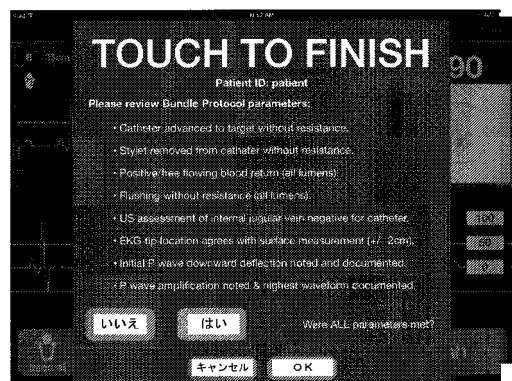 TOUCH TO FINISH
90
Patient ID: patient
Please review Bundle Protocol parameters:
• Catheter advanced to target without resistance.
• Stylet removed from catheter without resistance.
• Positive/free flowing blood return (all lumens)
• Flushing without resistance (all lumens).
• US assessment of internal jugular vein negative for catheter.
• EKG tip location agrees with surface measurement (+/- 2cm).
• Initial P wave downward deflection noted and documented.
• P wave amplification noted & highest waveform documented.
いいえ
はい
Were ALL parameters met?
キャンセル
OK